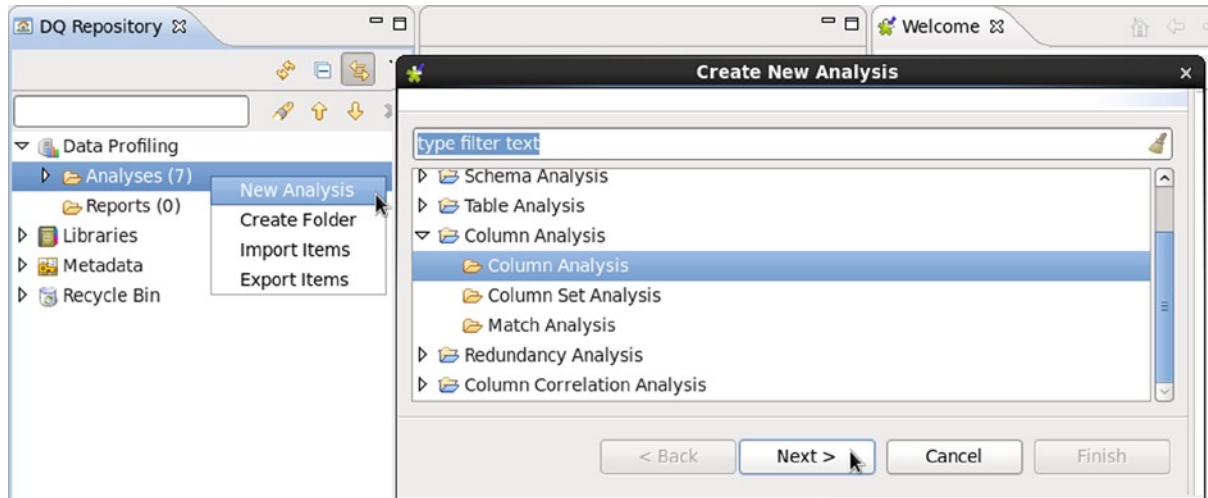 DQ Repository
Welcome
Create New Analysis
type filter text
Data Profiling
Analyses (7)
Reports (0)
Libraries
Metadata
Recycle Bin
New Analysis
Create Folder
Import Items
Export Items
Schema Analysis
Table Analysis
Column Analysis
Column Analysis
Column Set Analysis
Match Analysis
Redundancy Analysis
Column Correlation Analysis
< Back
Next >
Cancel
Finish